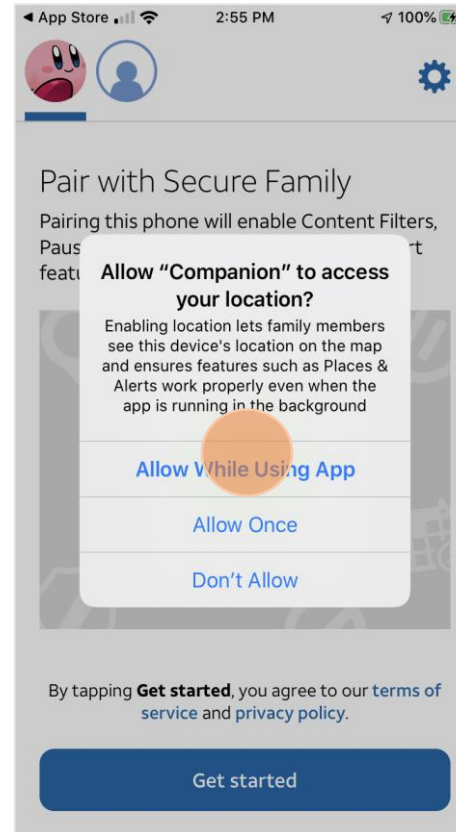 App Store 2:55 PM 100%
Pair with Secure Family
Pairing this phone will enable Content Filters,
Paus rt
featu
Allow “Companion” to access
your location?
Enabling location lets family members
see this device's location on the map
and ensures features such as Places &
Alerts work properly even when the
app is running in the background
Allow While Using App
Allow Once
Don’t Allow
By tapping Get started, you agree to our terms of
service and privacy policy.
Get started